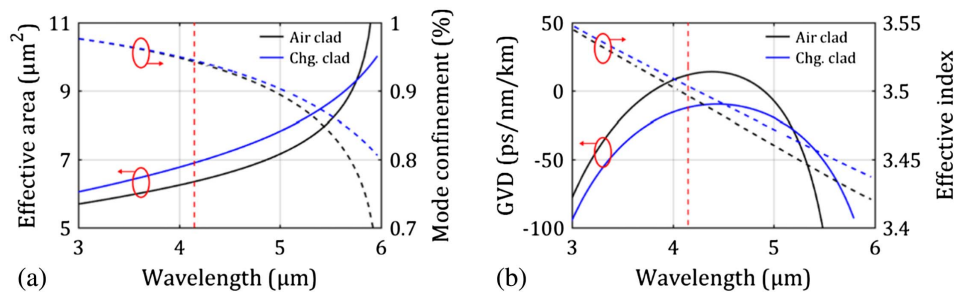 11
9
7
5
3
4
5
6
1
0.9
0.8
0.7
Effective area (µm²)
Mode confinement (%)
Wavelength (µm)
Air clad
Chg. clad
(a)
50
0
-50
-100
3
4
5
6
3.55
3.5
3.45
3.4
GVD (ps/nm/km)
Effective index
Wavelength (µm)
Air clad
Chg. clad
(b)